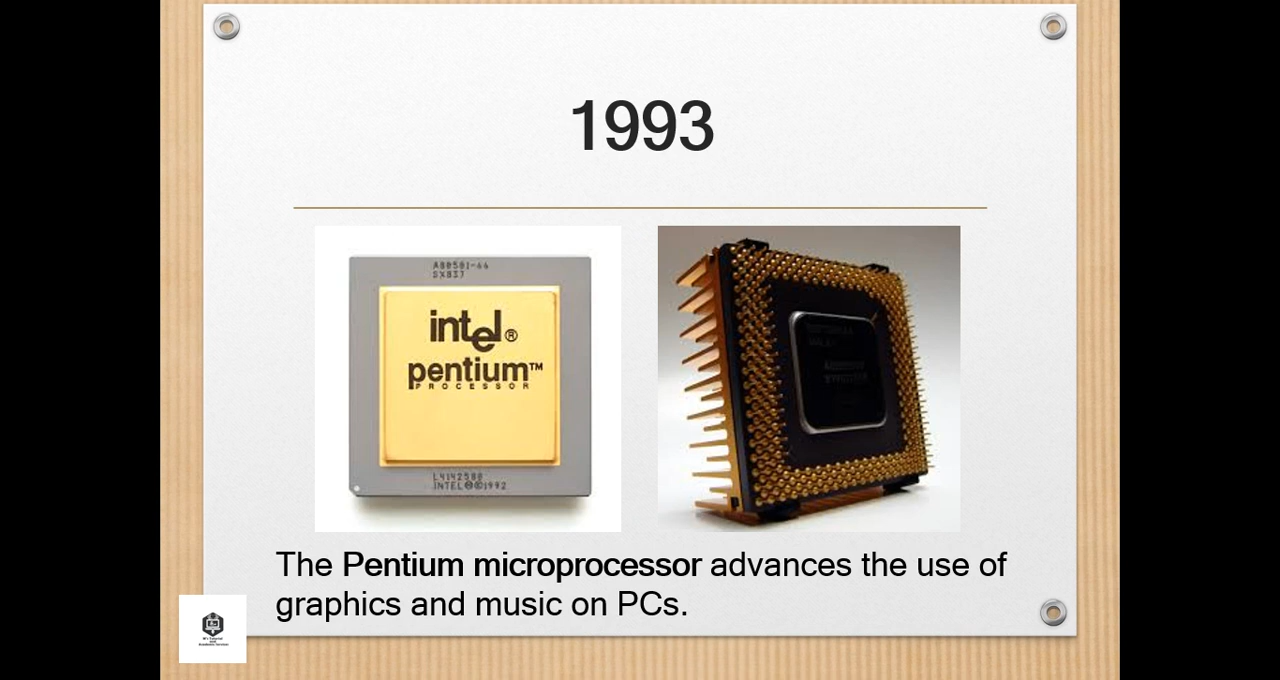 1993
A80501-66
SX837
intel®
pentium™
PROCESSOR
L4142500
INTEL®©1992
The Pentium microprocessor advances the use of
graphics and music on PCs.